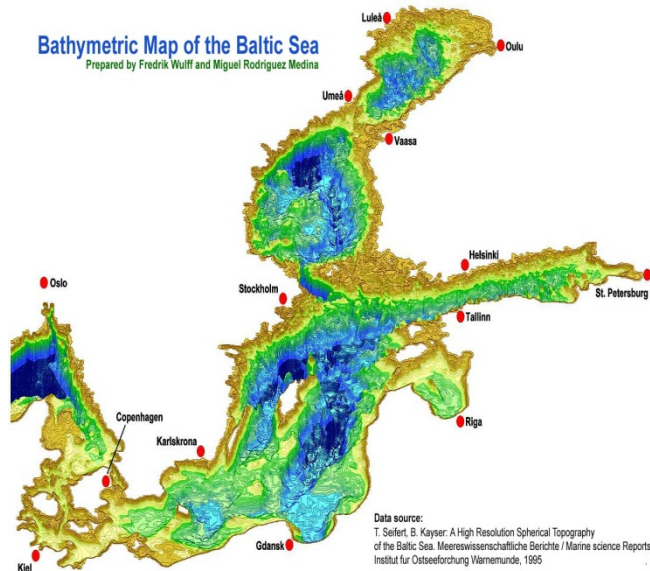 Bathymetric Map of the Baltic Sea
Prepared by Fredrik Wulff and Miguel Rodriguez Medina
Luleå
Oulu
Umeå
Vaasa
Helsinki
Oslo
Stockholm
St. Petersburg
Tallinn
Copenhagen
Riga
Karlskrona
Gdansk
Kiel
Data source:
T. Seifert, B. Kayser: A High Resolution Spherical Topography
of the Baltic Sea. Meereswissenschaftliche Berichte / Marine science Reports
Institut fur Ostseeforchung Warnemunde, 1995